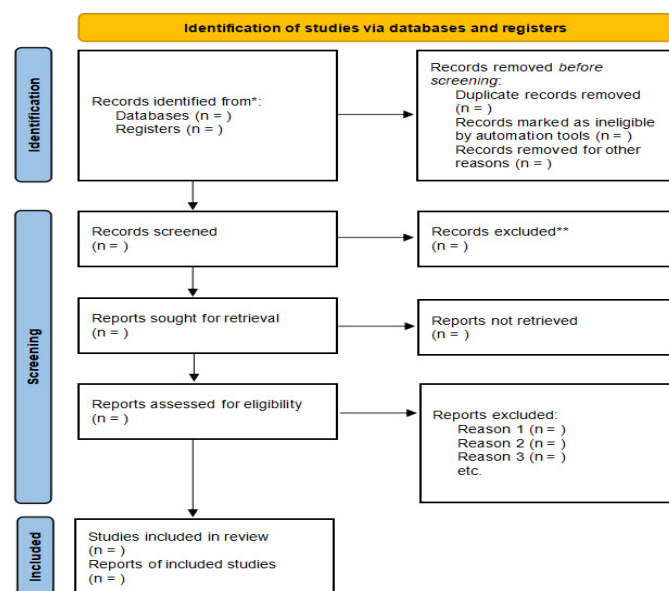 Identification of studies via databases and registers
Identification
Records identified from*:
Databases (n = )
Registers (n = )
Records removed before
screening:
Duplicate records removed
(n = )
Records marked as ineligible
by automation tools (n = )
Records removed for other
reasons (n = )
Screening
Records screened
(n = )
Records excluded**
(n = )
Reports sought for retrieval
(n = )
Reports not retrieved
(n = )
Reports assessed for eligibility
(n = )
Reports excluded:
Reason 1 (n = )
Reason 2 (n = )
Reason 3 (n = )
etc.
Included
Studies included in review
(n = )
Reports of included studies
(n = )